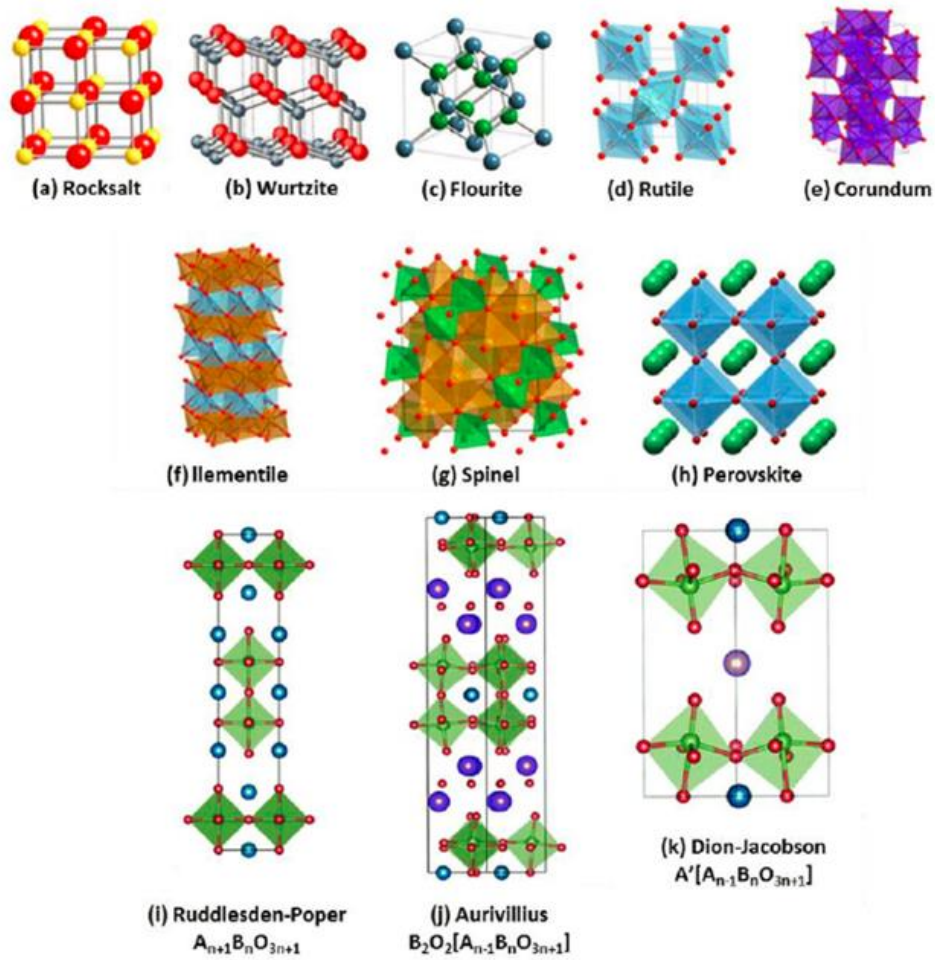 (a) Rocksalt
(b) Wurtzite
(c) Flourite
(d) Rutile
(e) Corundum
(f) Ilementile
(g) Spinel
(h) Perovskite
(i) Ruddlesden-Poper
Aₙ₊₁BₙO₃ₙ₊₁
(j) Aurivillius
B₂O₂[Aₙ₋₁BₙO₃ₙ₊₁]
(k) Dion-Jacobson
A'[Aₙ₋₁BₙO₃ₙ₊₁]